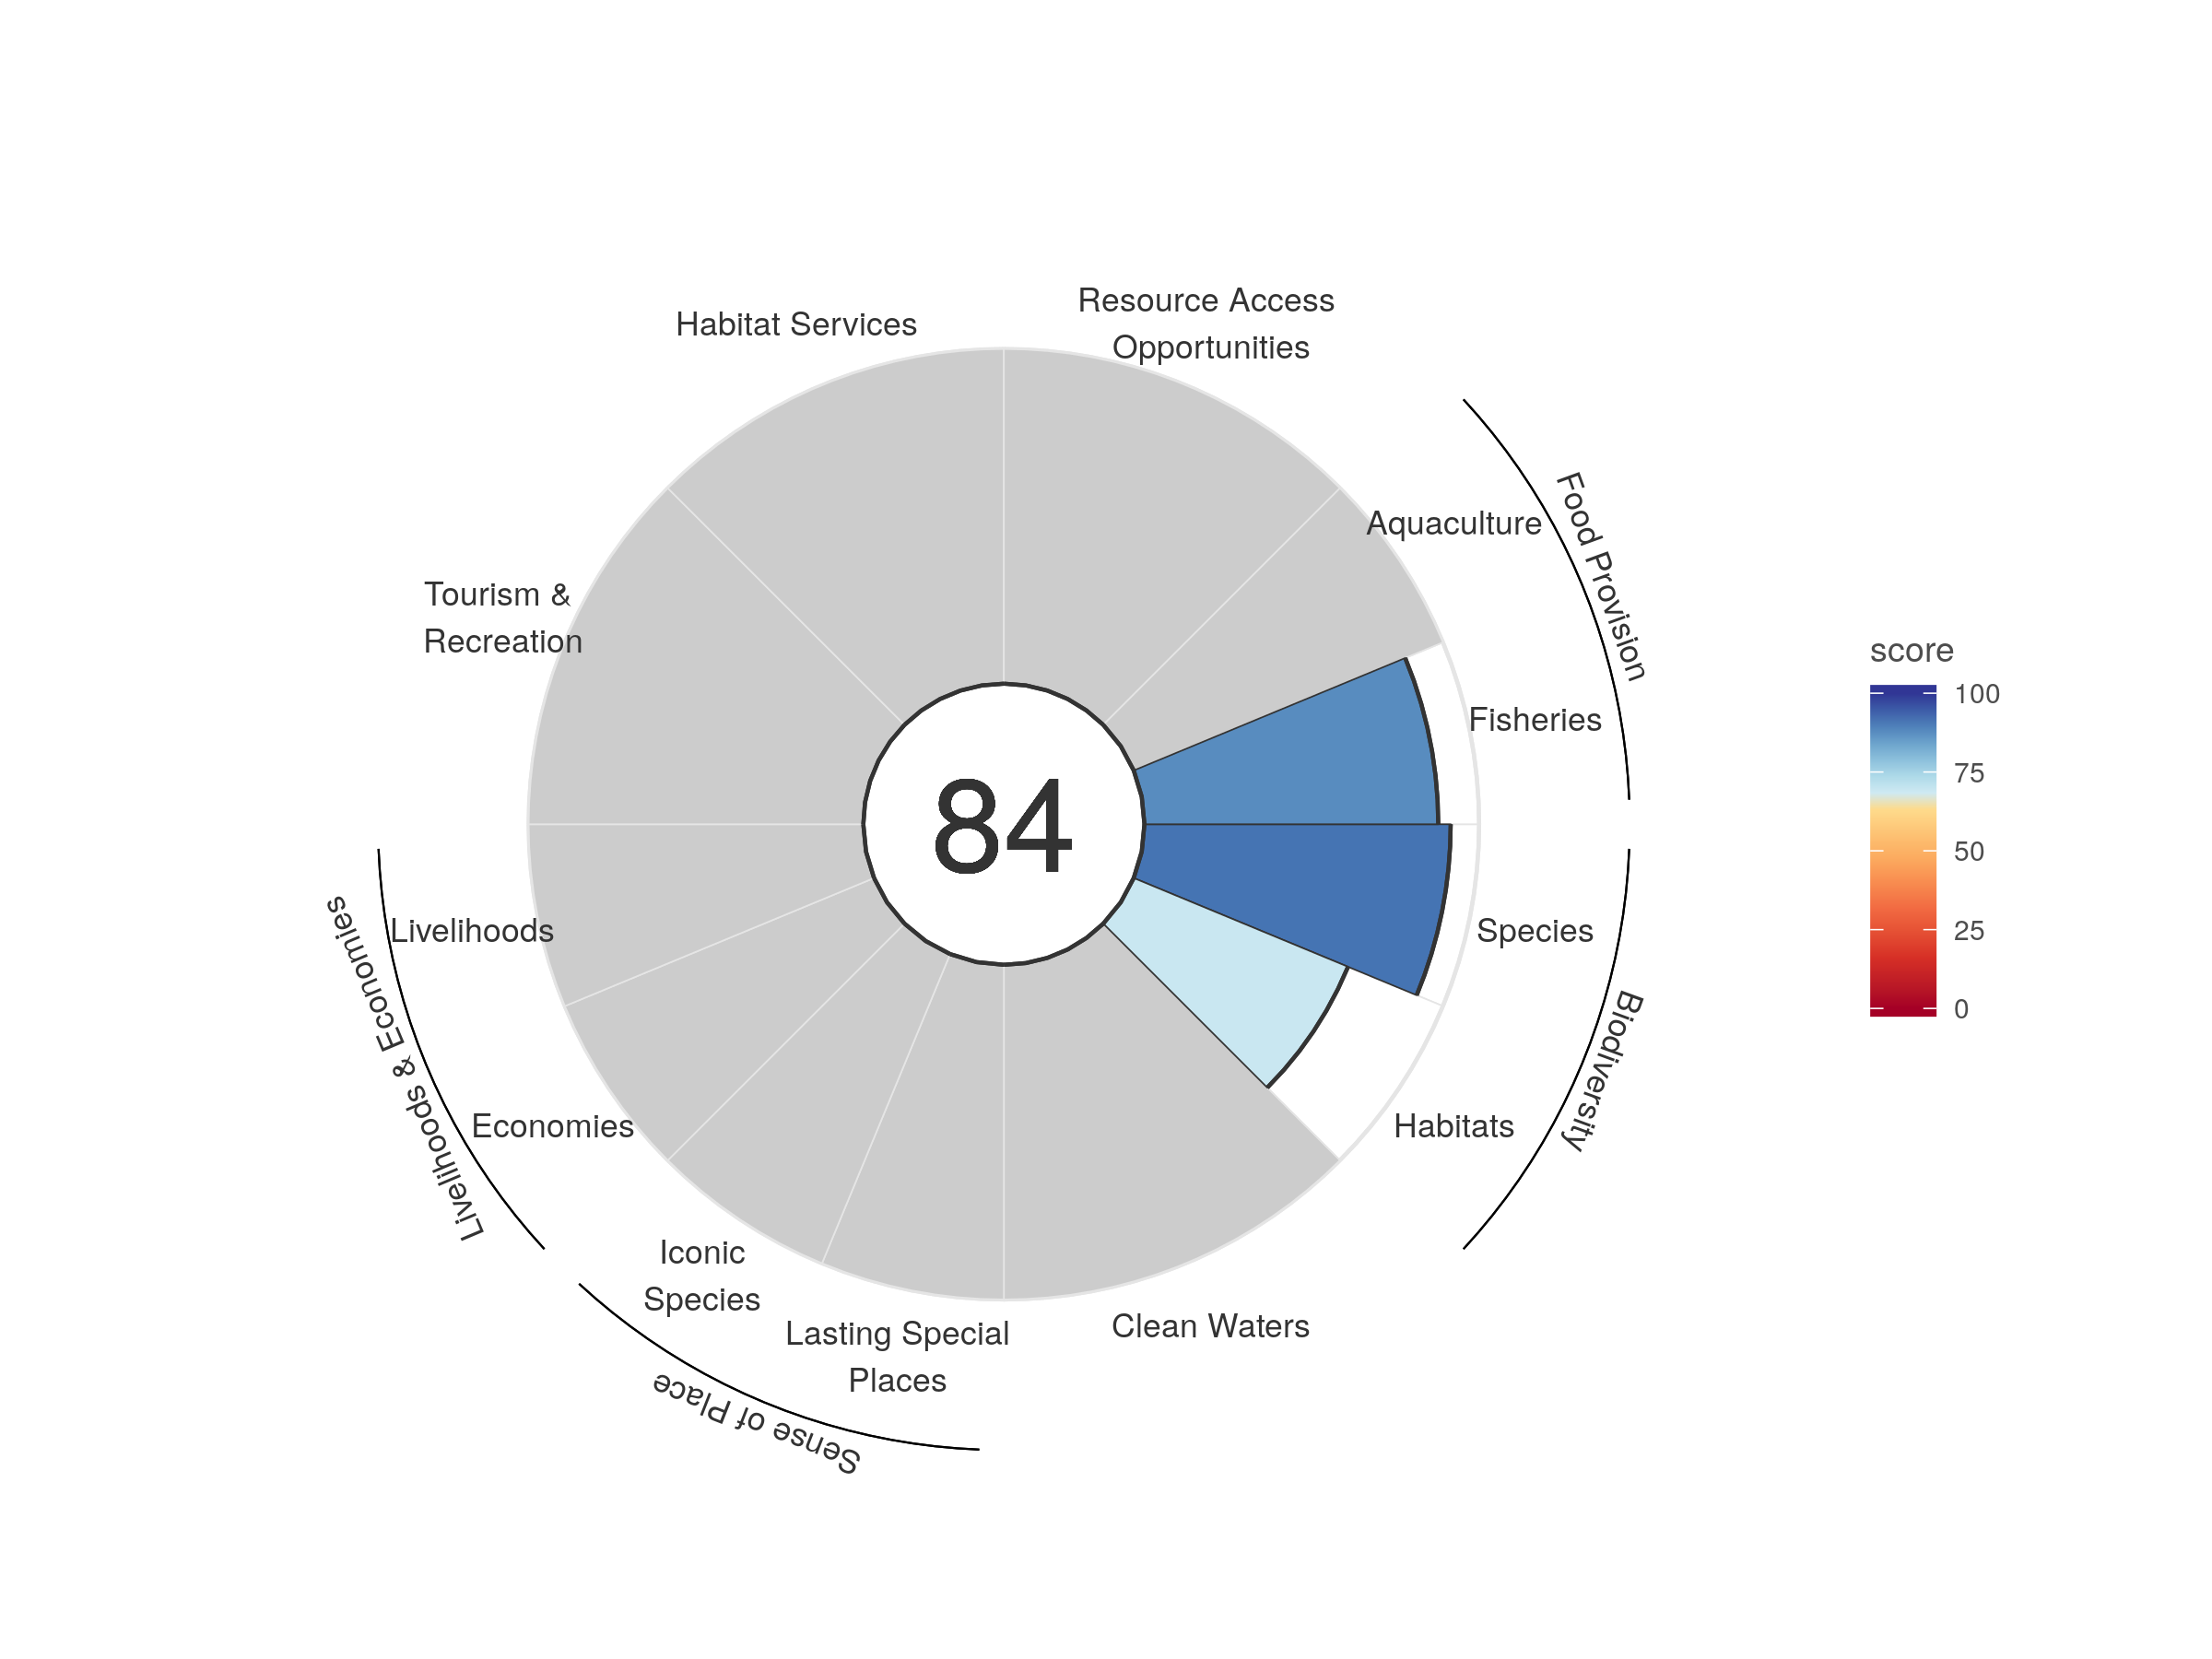 Resource Access
Opportunities
Habitat Services
Aquaculture
Food Provision
Tourism &
Recreation
Fisheries
score
100
75
50
25
0
84
Livelihoods
Species
Livelihoods & Economies
Biodiversity
Economies
Habitats
Iconic
Species
Lasting Special
Places
Clean Waters
Sense of Place